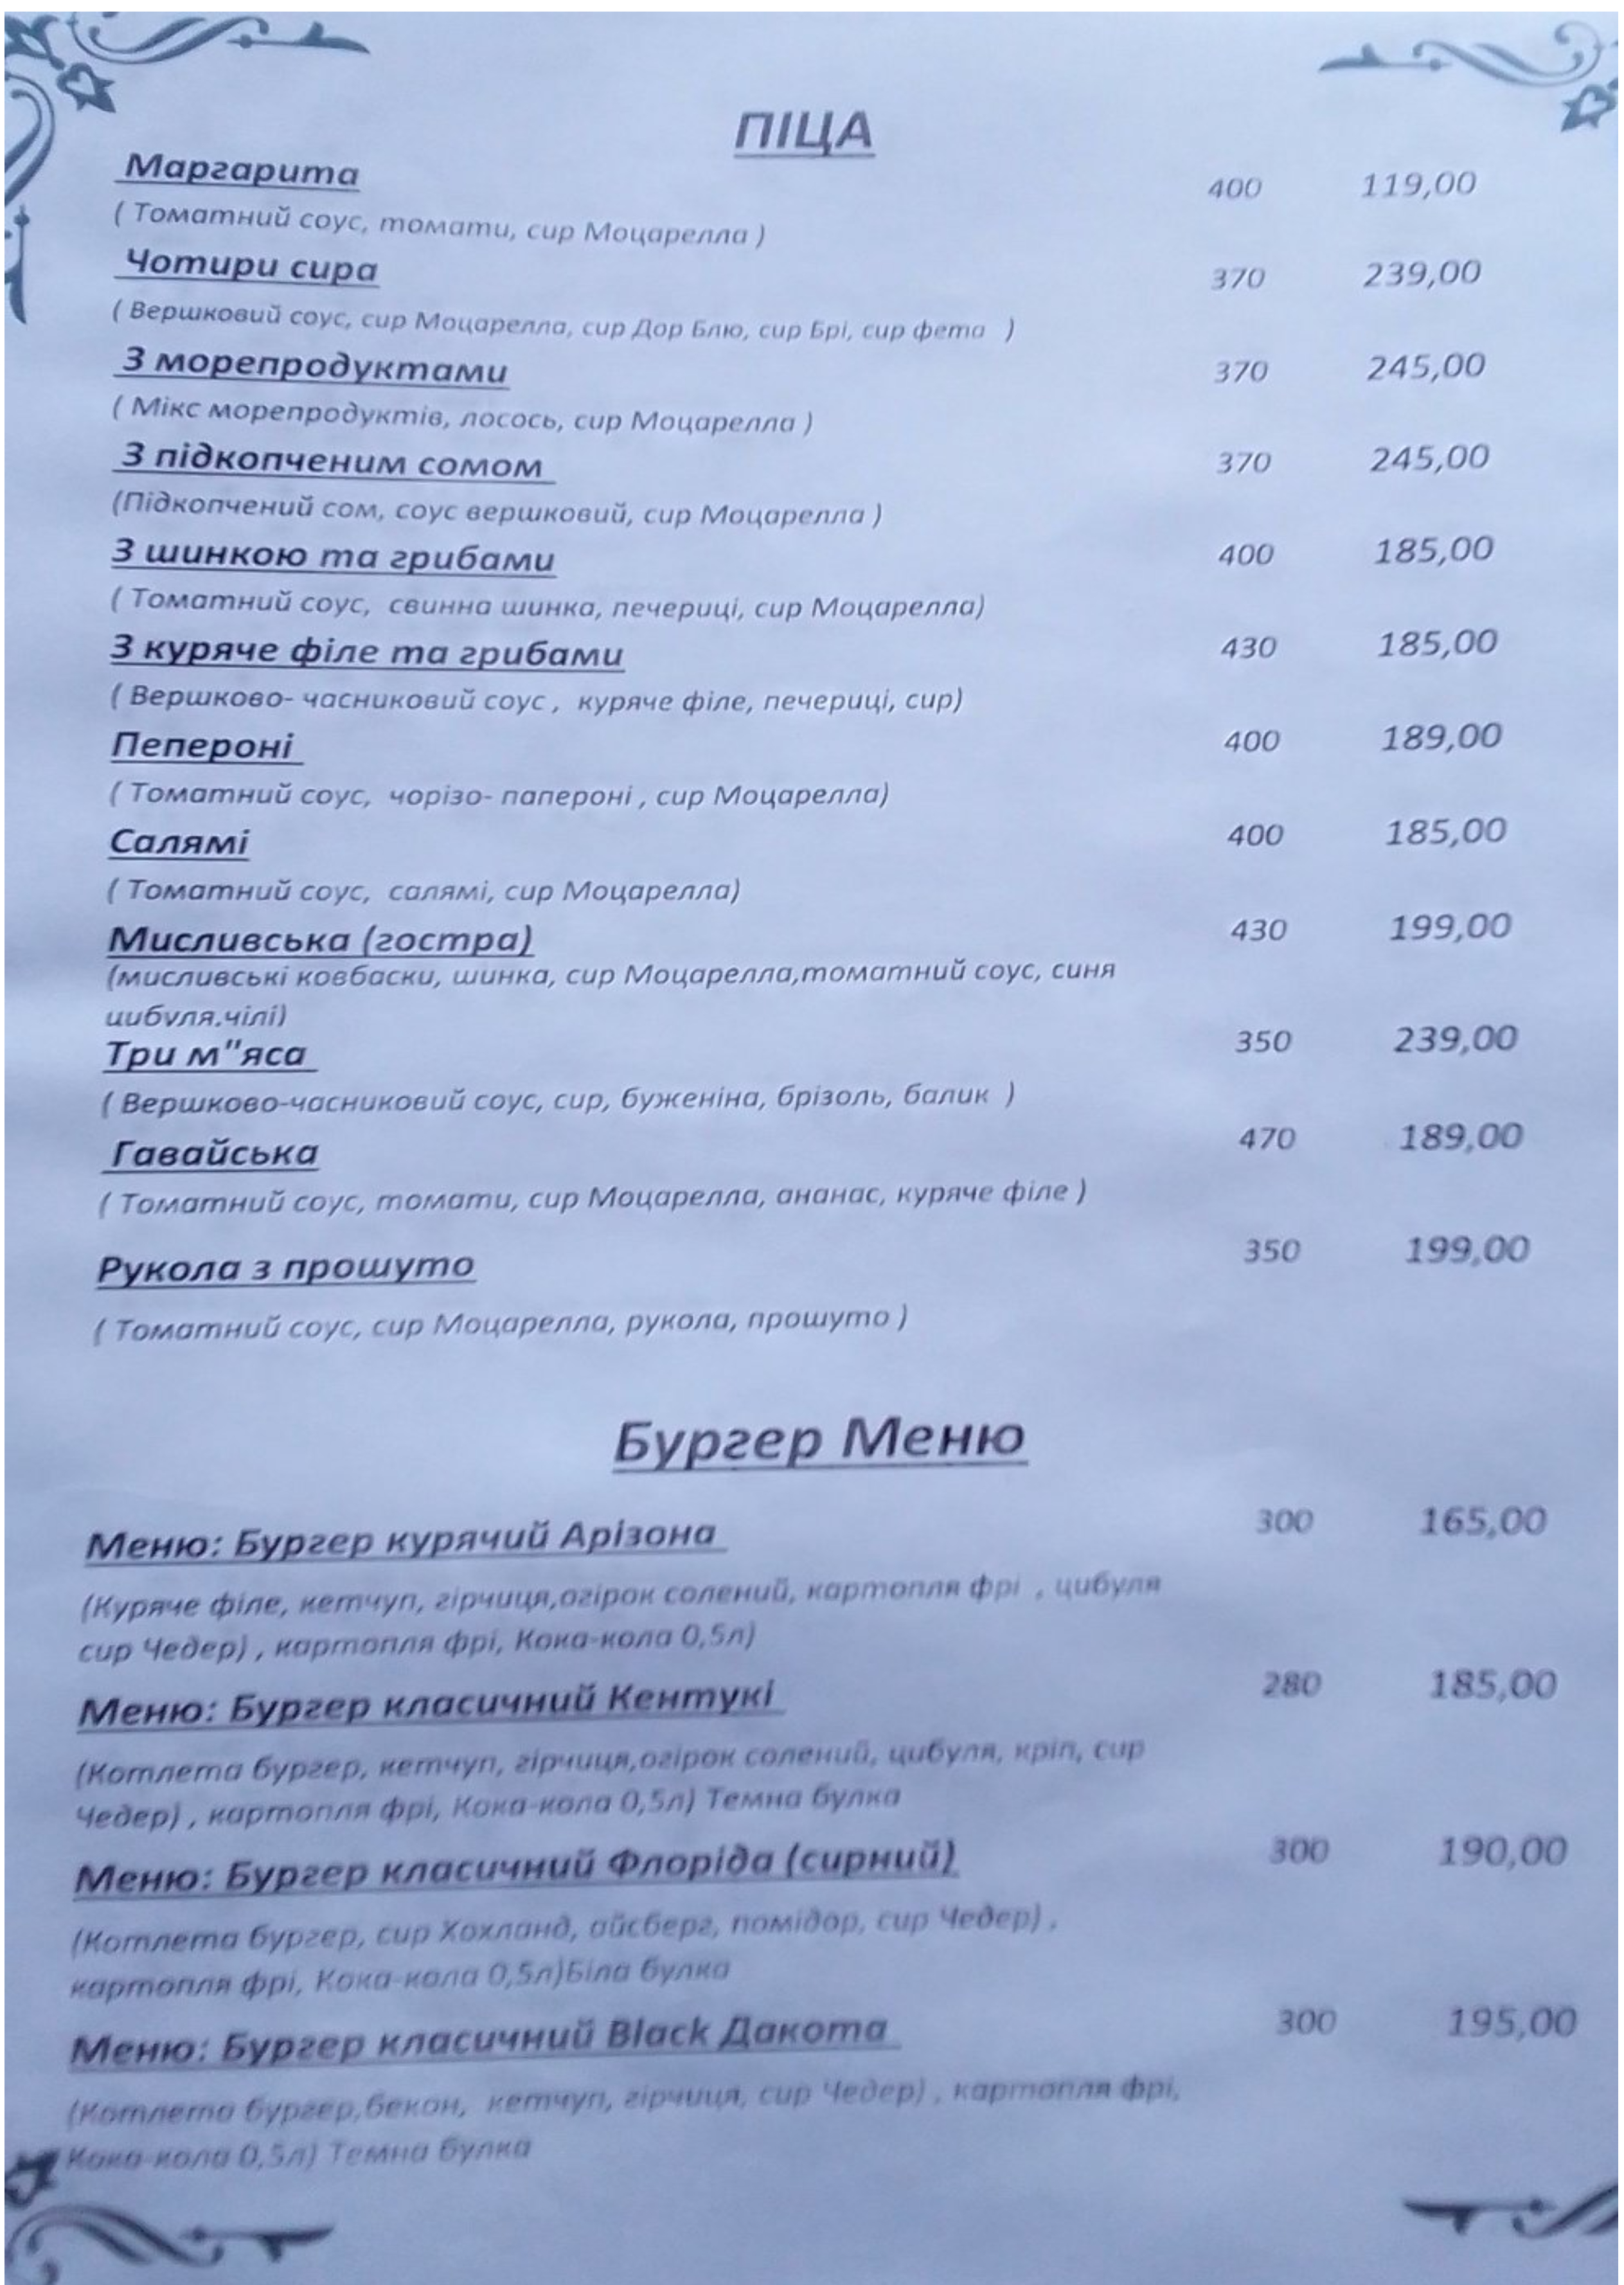 ПІЦА
Маргарита 400 119,00
( Томатний соус, томати, сир Моцарелла )
Чотири сира 370 239,00
( Вершковий соус, сир Моцарелла, сир Дор Блю, сир Брі, сир фета )
З морепродуктами 370 245,00
( Мікс морепродуктів, лосось, сир Моцарелла )
З підкопченим сомом 370 245,00
(Підкопчений сом, соус вершковий, сир Моцарелла )
З шинкою та грибами 400 185,00
( Томатний соус, свинна шинка, печериці, сир Моцарелла)
З куряче філе та грибами 430 185,00
( Вершково- часниковий соус , куряче філе, печериці, сир)
Пепероні 400 189,00
( Томатний соус, чорізо- папероні , сир Моцарелла)
Салямі 400 185,00
( Томатний соус, салямі, сир Моцарелла)
Мисливська (гостра) 430 199,00
(мисливські ковбаски, шинка, сир Моцарелла,томатний соус, синя
цибуля.чілі)
Три м"яса 350 239,00
( Вершково-часниковий соус, сир, буженіна, брізоль, балик )
Гавайська 470 189,00
( Томатний соус, томати, сир Моцарелла, ананас, куряче філе )
Рукола з прошуто 350 199,00
( Томатний соус, сир Моцарелла, рукола, прошуто )
Бургер Меню
Меню: Бургер курячий Арізона 300 165,00
(Куряче філе, кетчуп, гірчиця,огірок солений, картопля фрі , цибуля
сир Чедер) , картопля фрі, Кока-кола 0,5л)
Меню: Бургер класичний Кентукі 280 185,00
(Котлета бургер, кетчуп, гірчиця,огірок солений, цибуля, кріп, сир
Чедер) , картопля фрі, Кока-кола 0,5л) Темна булка
Меню: Бургер класичний Флоріда (сирний) 300 190,00
(Котлета бургер, сир Хохланд, айсберг, помідор, сир Чедер) ,
картопля фрі, Кока-кола 0,5л)Біла булка
Меню: Бургер класичний Black Дакота 300 195,00
(Котлета бургер,бекон, кетчуп, гірчиця, сир Чедер) , картопля фрі,
Кока-кола 0,5л) Темна булка